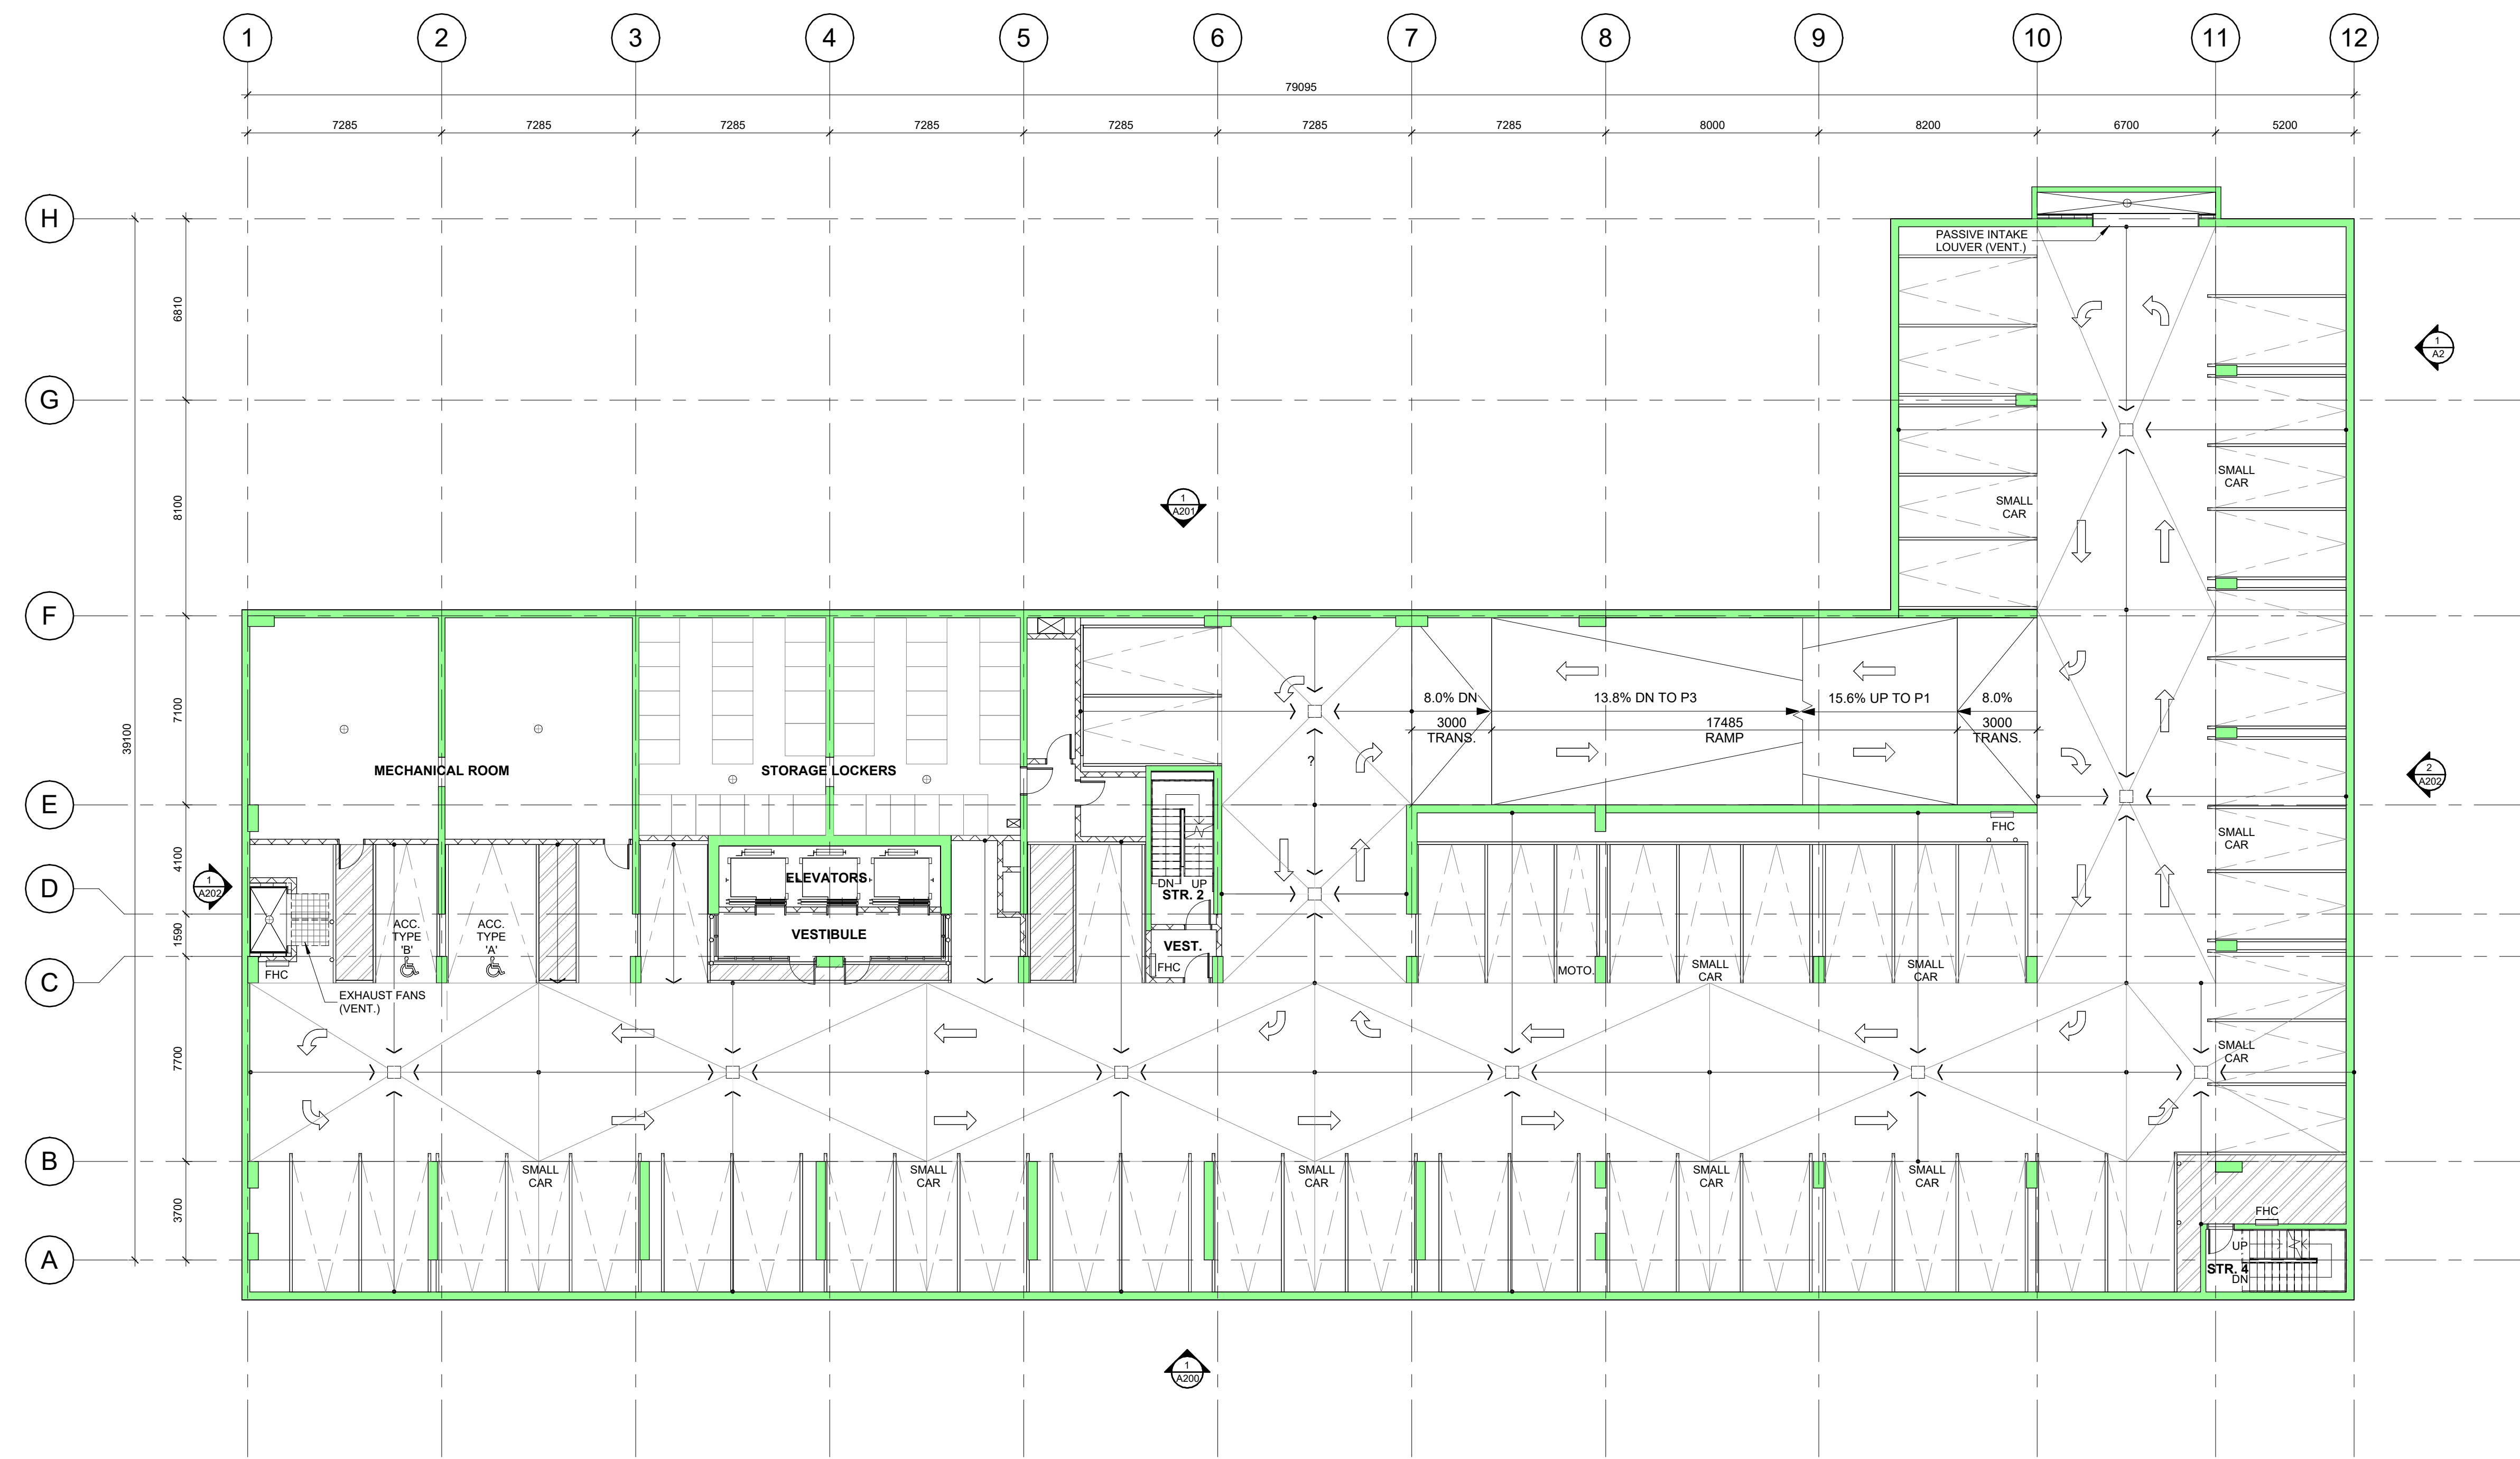 1 2 3 4 5 6 7 8 9 10 11 12
79095
7285 7285 7285 7285 7285 7285 7285 8000 8200 6700 5200
H
PASSIVE INTAKE
LOUVER (VENT.)
6810
1
A2
G
SMALL
CAR
SMALL
CAR
8100
1
A201
F
39100
7100
8.0% DN
13.8% DN TO P3
15.6% UP TO P1
8.0%
3000
TRANS.
17485
RAMP
3000
TRANS.
?
MECHANICAL ROOM
STORAGE LOCKERS
2
A202
E
FHC
SMALL
CAR
4100
D
1
A202
ELEVATORS
DN UP
STR. 2
ACC.
TYPE
'B'
ACC.
TYPE
'A'
1590
VESTIBULE
VEST.
C
FHC
FHC
MOTO.
SMALL
CAR
SMALL
CAR
EXHAUST FANS
(VENT.)
7700
SMALL
CAR
B
SMALL
CAR
SMALL
CAR
SMALL
CAR
SMALL
CAR
SMALL
CAR
3700
FHC
A
UP
STR. 4
DN
1
A200